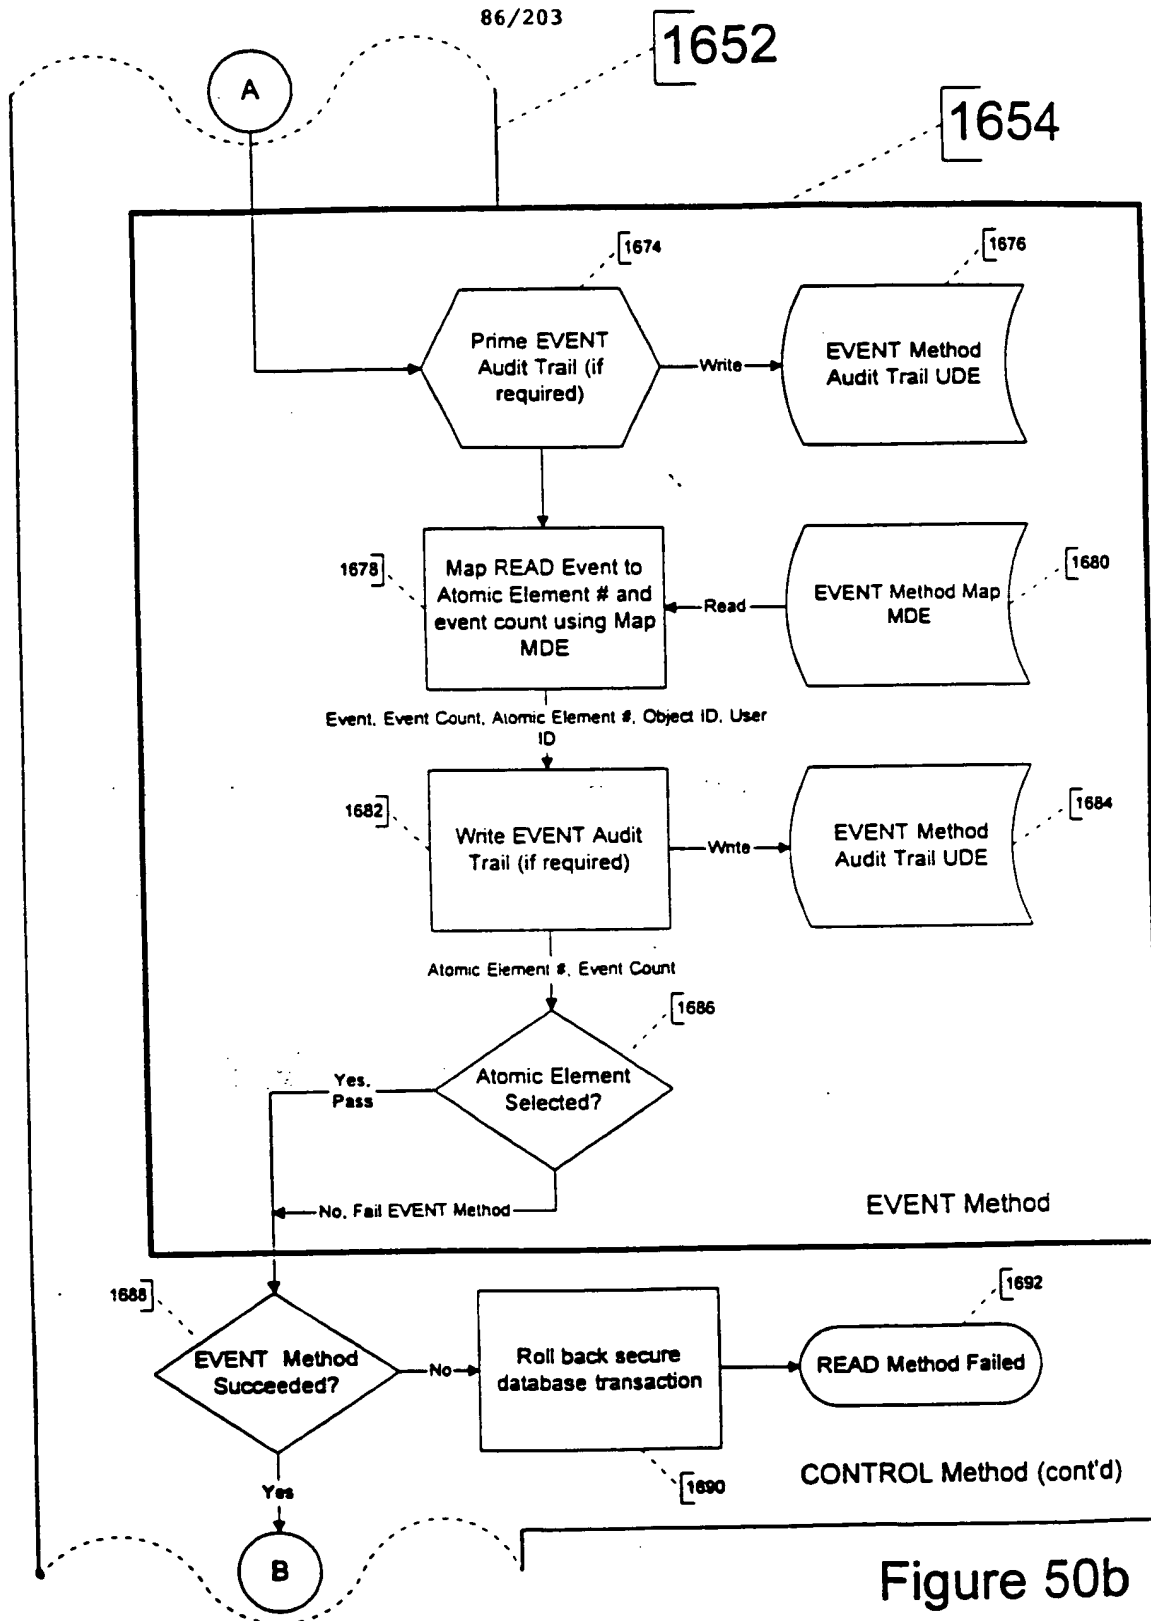 86/203
1652
A
1654
1674
1676
Prime EVENT
Audit Trail (if
required)
Write
EVENT Method
Audit Trail UDE
1678
Map READ Event to
Atomic Element # and
event count using Map
MDE
Read
EVENT Method Map
MDE
1680
Event, Event Count, Atomic Element #, Object ID, User
ID
1682
Write EVENT Audit
Trail (if required)
Write
EVENT Method
Audit Trail UDE
1684
Atomic Element #, Event Count
1686
Atomic Element
Selected?
Yes,
Pass
No, Fail EVENT Method
EVENT Method
1688
EVENT Method
Succeeded?
No
Roll back secure
database transaction
1692
READ Method Failed
1690
CONTROL Method (cont'd)
Yes
B
Figure 50b